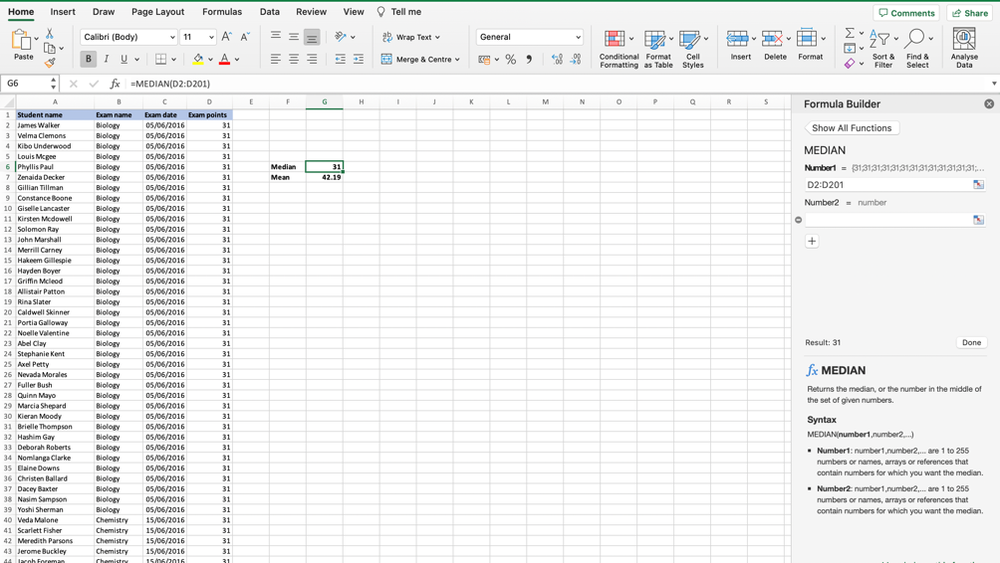 Home Insert Draw Page Layout Formulas Data Review View Tell me Comments Share
Paste
Calibri (Body) 11
B I U
Wrap Text
Merge & Centre
General
Conditional Formatting
Format as Table
Cell Styles
Insert
Delete
Format
Sort & Filter
Find & Select
Analyse Data
G6 fx =MEDIAN(D2:D201)
A B C D E F G H I J K L M N O P Q R S
1 Student name Exam name Exam date Exam points
2 James Walker Biology 05/06/2016 31
3 Velma Clemons Biology 05/06/2016 31
4 Kibo Underwood Biology 05/06/2016 31
5 Louis Mcgee Biology 05/06/2016 31
6 Phyllis Paul Biology 05/06/2016 31 Median 31
7 Zenaida Decker Biology 05/06/2016 31 Mean 42.19
8 Gillian Tillman Biology 05/06/2016 31
9 Constance Boone Biology 05/06/2016 31
10 Giselle Lancaster Biology 05/06/2016 31
11 Kirsten Mcdowell Biology 05/06/2016 31
12 Solomon Ray Biology 05/06/2016 31
13 John Marshall Biology 05/06/2016 31
14 Merrill Carney Biology 05/06/2016 31
15 Hakeem Gillespie Biology 05/06/2016 31
16 Hayden Boyer Biology 05/06/2016 31
17 Griffin Mcleod Biology 05/06/2016 31
18 Allistair Patton Biology 05/06/2016 31
19 Rina Slater Biology 05/06/2016 31
20 Caldwell Skinner Biology 05/06/2016 31
21 Portia Galloway Biology 05/06/2016 31
22 Noelle Valentine Biology 05/06/2016 31
23 Abel Clay Biology 05/06/2016 31
24 Stephanie Kent Biology 05/06/2016 31
25 Axel Petty Biology 05/06/2016 31
26 Nevada Morales Biology 05/06/2016 31
27 Fuller Bush Biology 05/06/2016 31
28 Quinn Mayo Biology 05/06/2016 31
29 Marcia Shepard Biology 05/06/2016 31
30 Kieran Moody Biology 05/06/2016 31
31 Brielle Thompson Biology 05/06/2016 31
32 Hashim Gay Biology 05/06/2016 31
33 Deborah Roberts Biology 05/06/2016 31
34 Nomlanga Clarke Biology 05/06/2016 31
35 Elaine Downs Biology 05/06/2016 31
36 Christen Ballard Biology 05/06/2016 31
37 Dacey Baxter Biology 05/06/2016 31
38 Nasim Sampson Biology 05/06/2016 31
39 Yoshi Sherman Biology 05/06/2016 31
40 Veda Malone Chemistry 15/06/2016 31
41 Scarlett Fisher Chemistry 15/06/2016 31
42 Meredith Parsons Chemistry 15/06/2016 31
43 Jerome Buckley Chemistry 15/06/2016 31
44 Jacob Foreman Chemistry 15/06/2016 31
Formula Builder
Show All Functions
MEDIAN
Number1 = {31;31;31;31;31;31;31;31;31;31;31;31;31;...
D2:D201
Number2 = number
Result: 31
Done
fx MEDIAN
Returns the median, or the number in the middle of
the set of given numbers.
Syntax
MEDIAN(number1,number2,...)
• Number1: number1,number2,... are 1 to 255
numbers or names, arrays or references that
contain numbers for which you want the median.
• Number2: number1,number2,... are 1 to 255
numbers or names, arrays or references that
contain numbers for which you want the median.